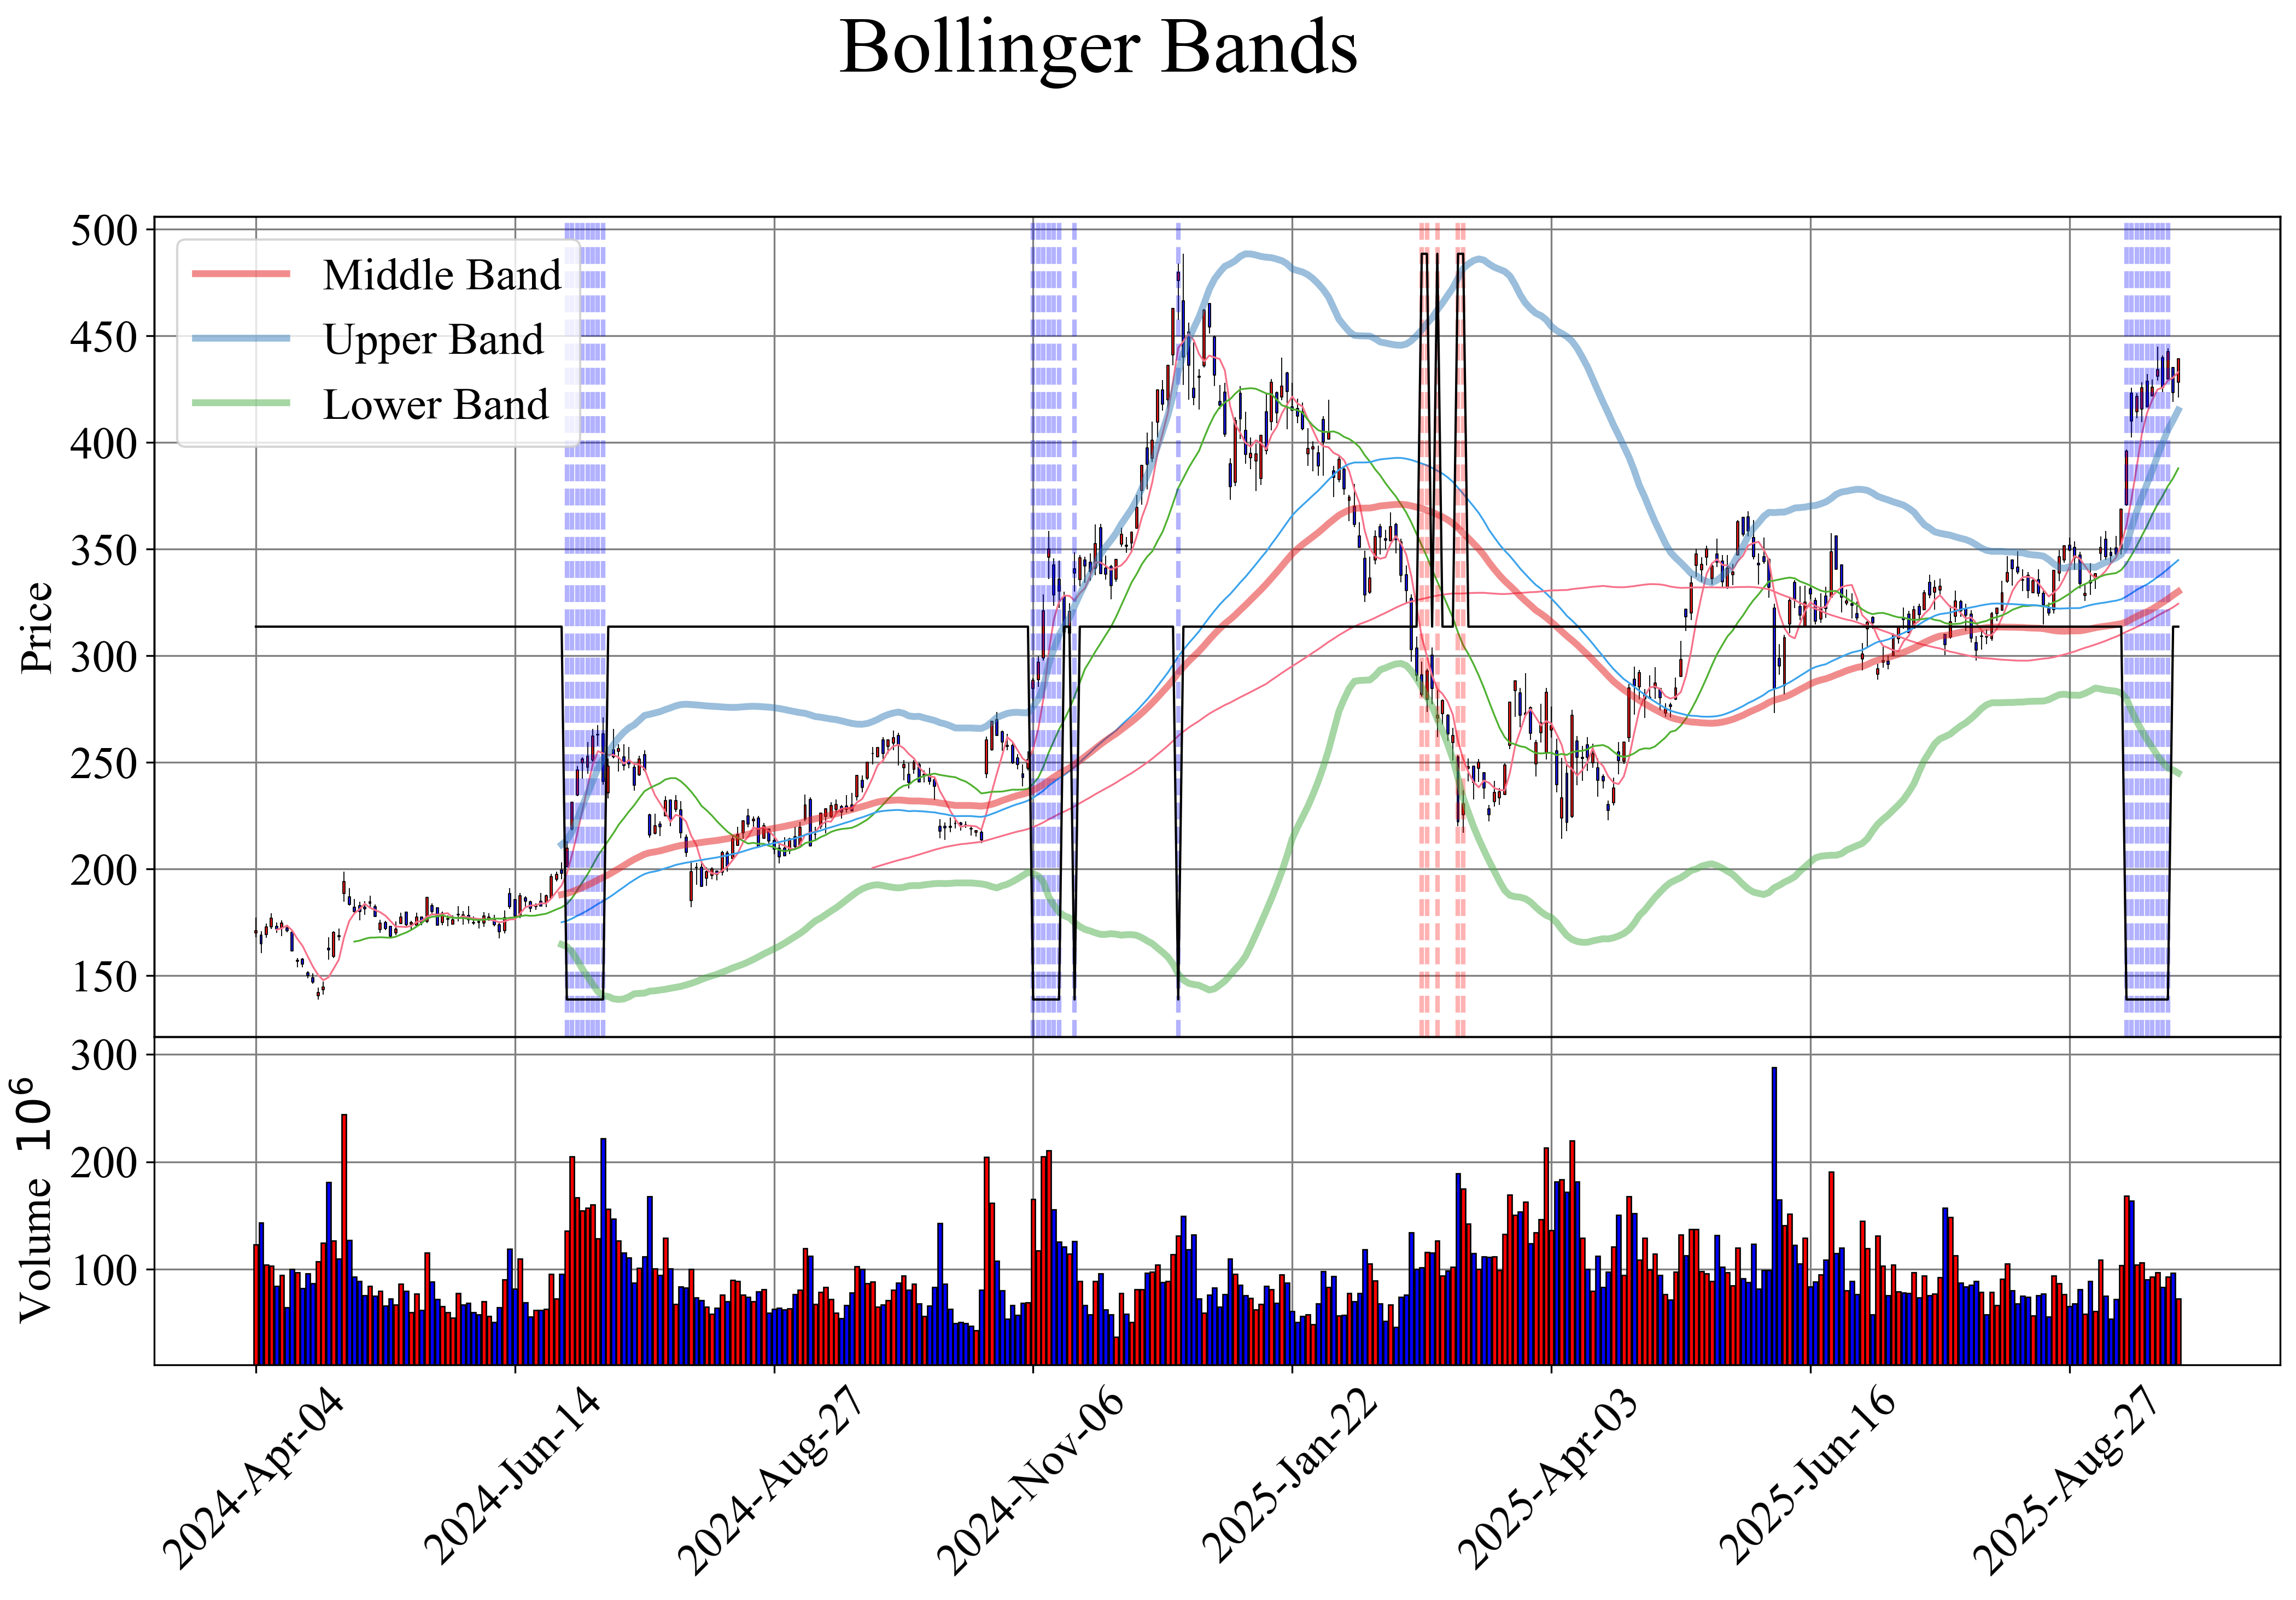 Bollinger Bands
500
450
400
350
300
250
200
150
Price
Middle Band
Upper Band
Lower Band
300
200
100
Volume 10⁶
2024-Apr-04
2024-Jun-14
2024-Aug-27
2024-Nov-06
2025-Jan-22
2025-Apr-03
2025-Jun-16
2025-Aug-27